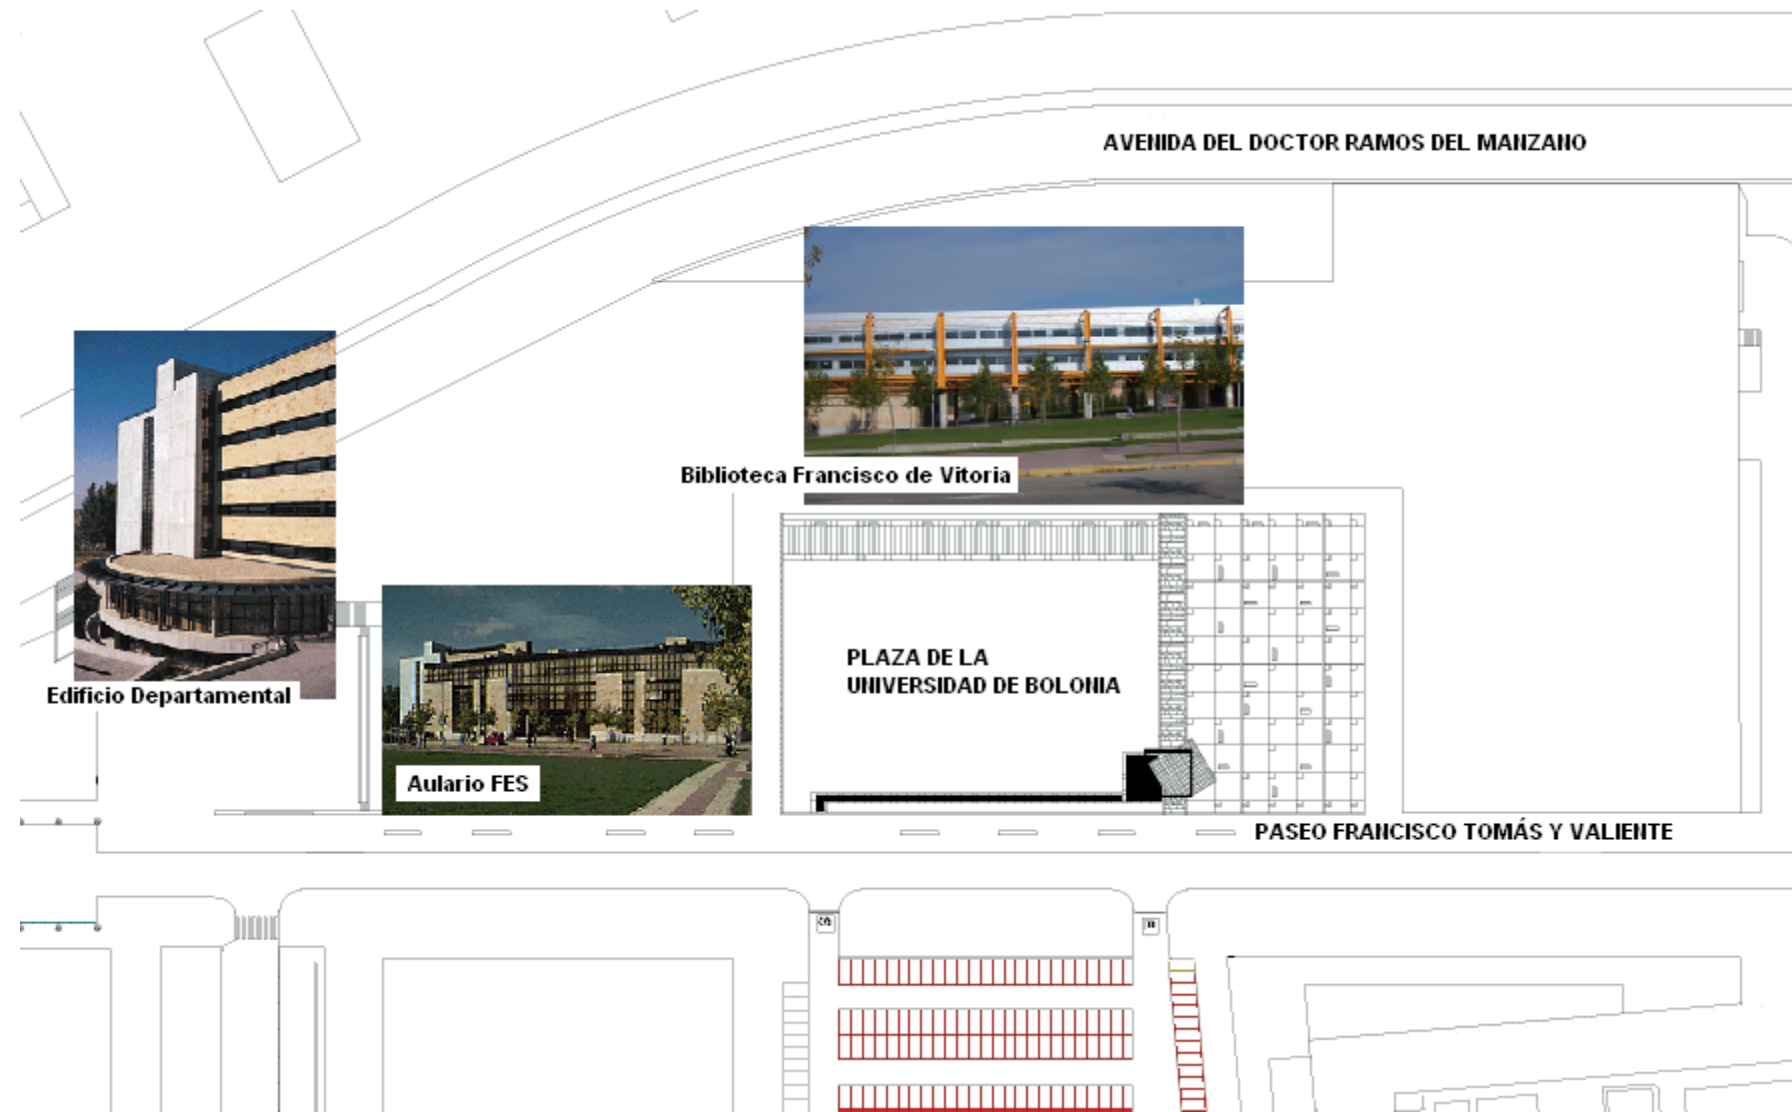 AVENIDA DEL DOCTOR RAMOS DEL MANZANO
Biblioteca Francisco de Vitoria
PLAZA DE LA
UNIVERSIDAD DE BOLONIA
Edificio Departamental
Aulario FES
PASEO FRANCISCO TOMÁS Y VALIENTE